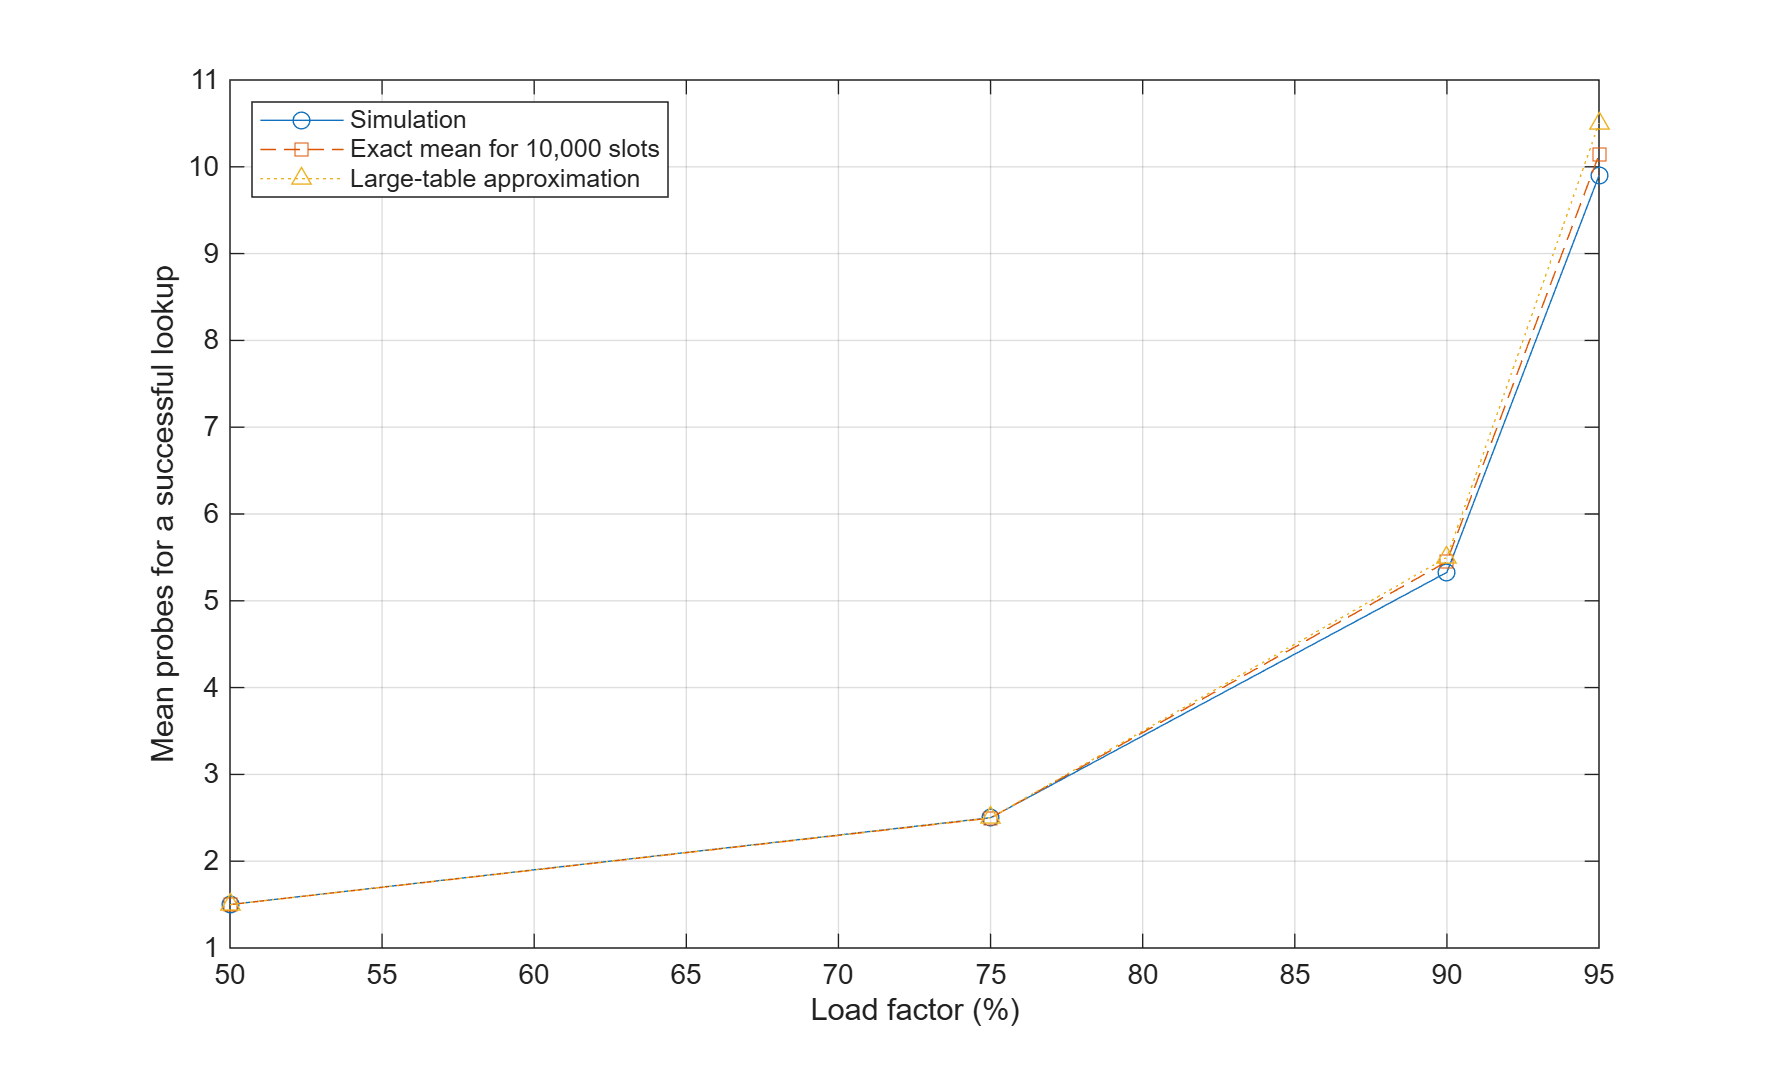 11
10
9
8
7
6
5
4
3
2
1
Mean probes for a successful lookup
Simulation
Exact mean for 10,000 slots
Large-table approximation
50 55 60 65 70 75 80 85 90 95
Load factor (%)